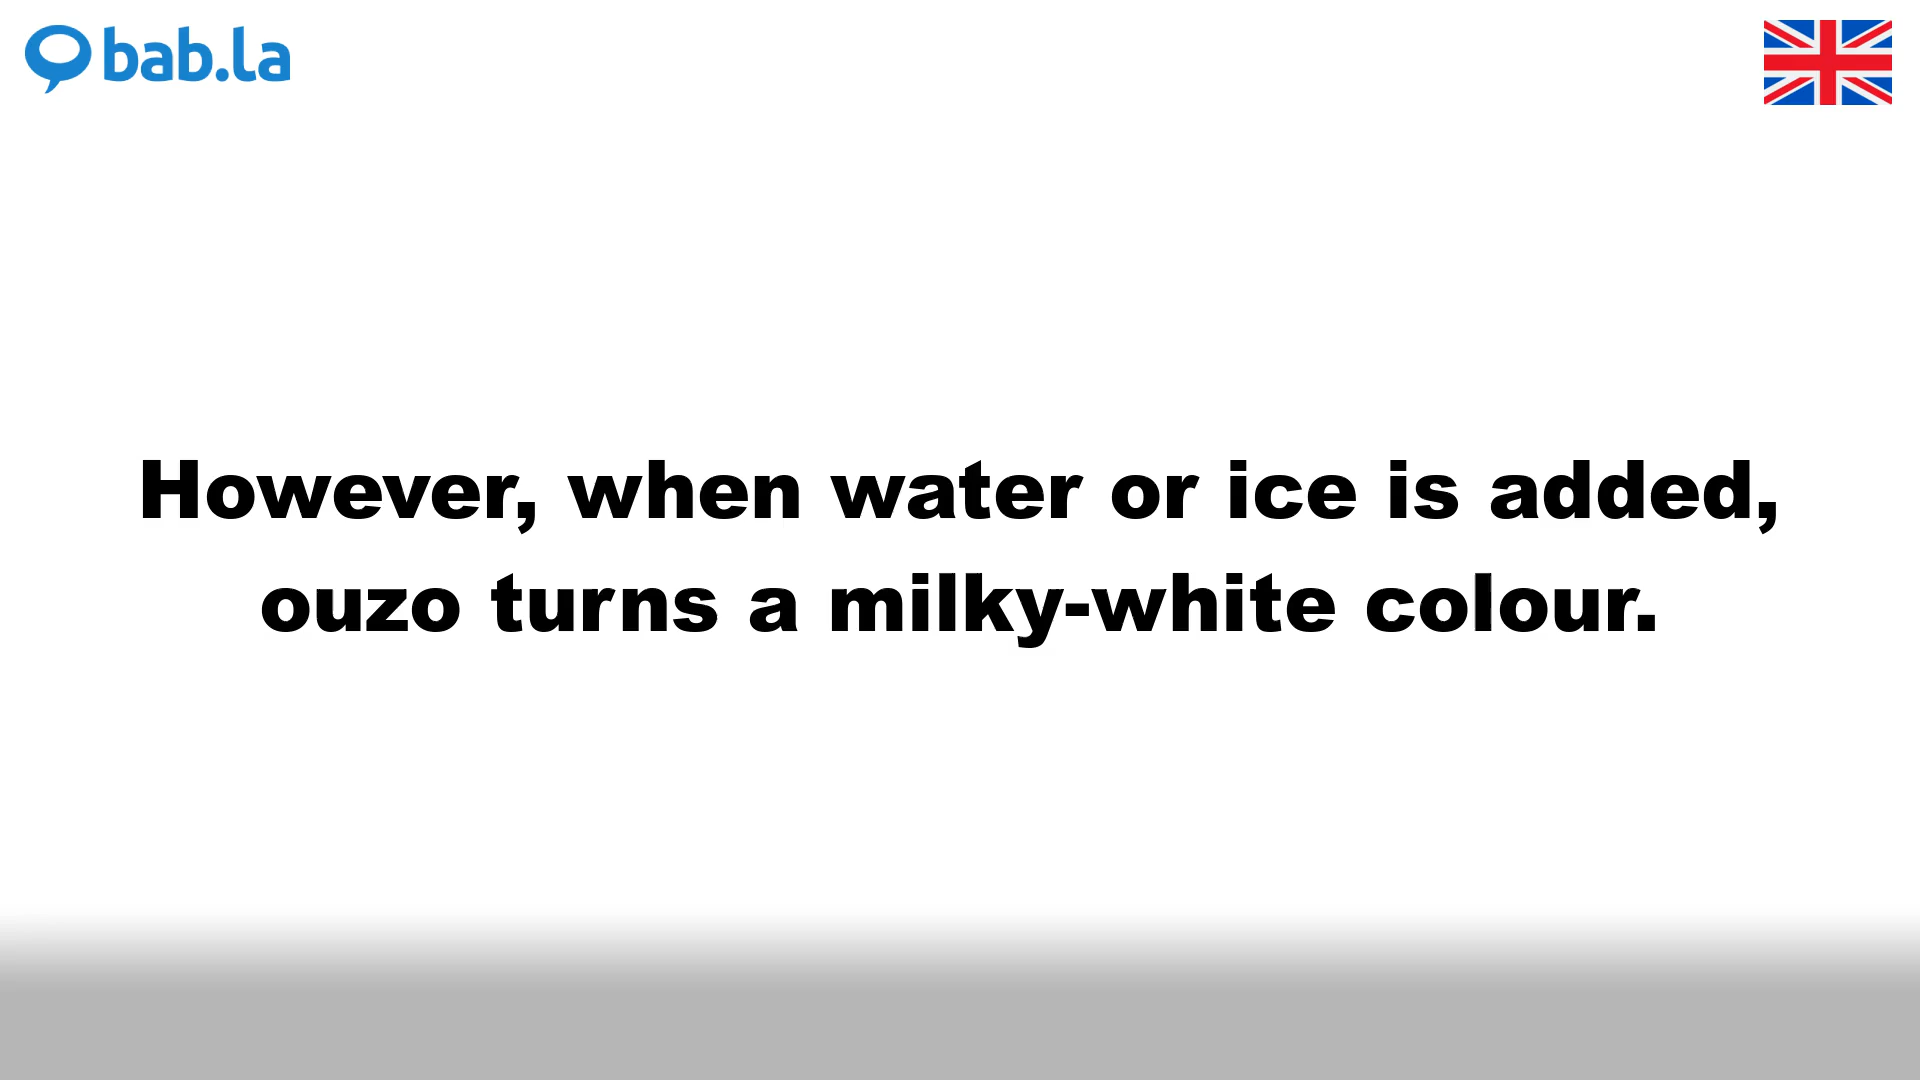 bab.la
However, when water or ice is added,
ouzo turns a milky-white colour.